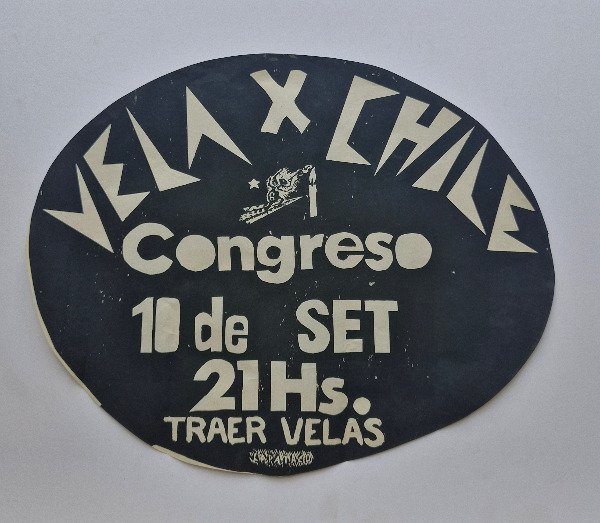 VELA X CHILE
Congreso
10 de SET
21Hs.
TRAER VELAS